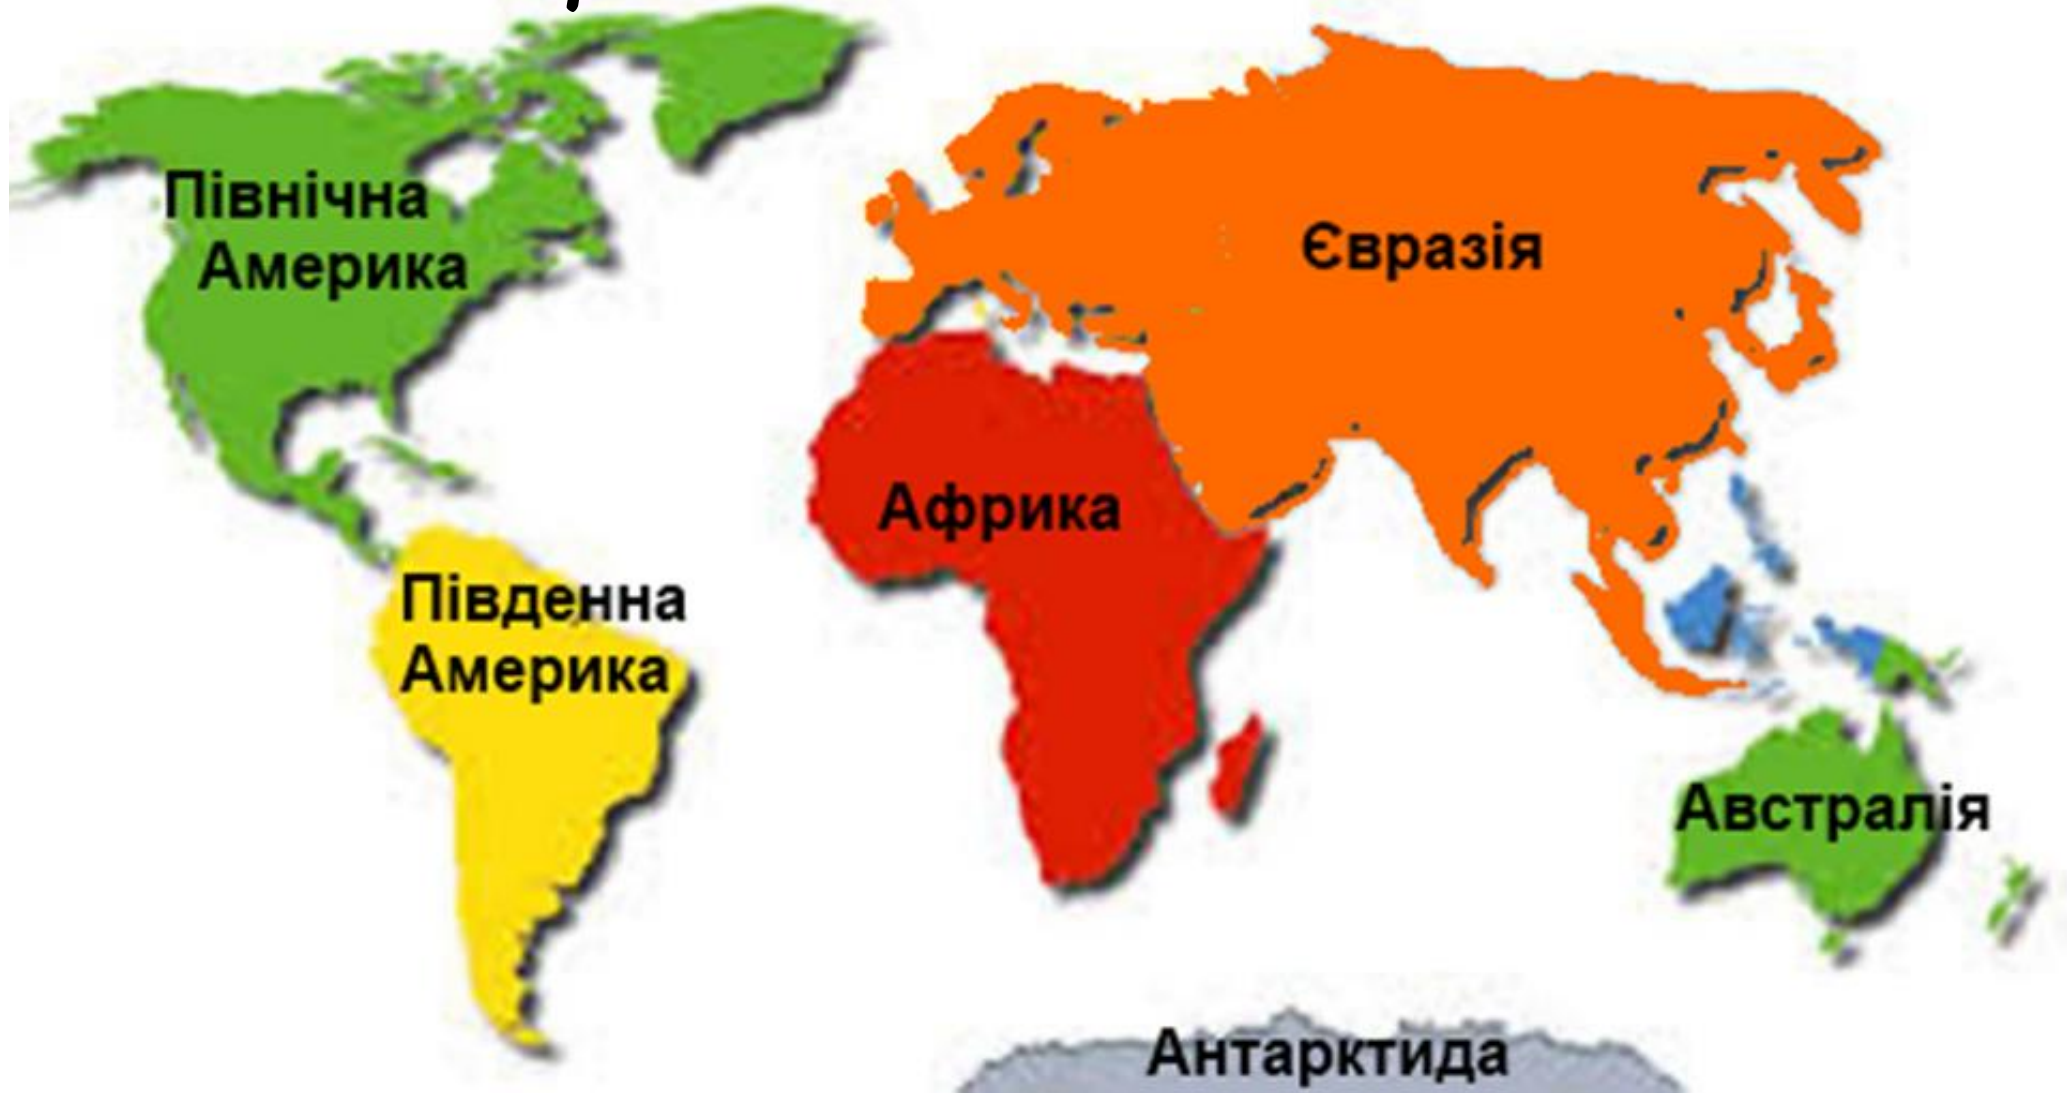 Північна
Америка
Євразія
Африка
Південна
Америка
Австралія
Антарктида